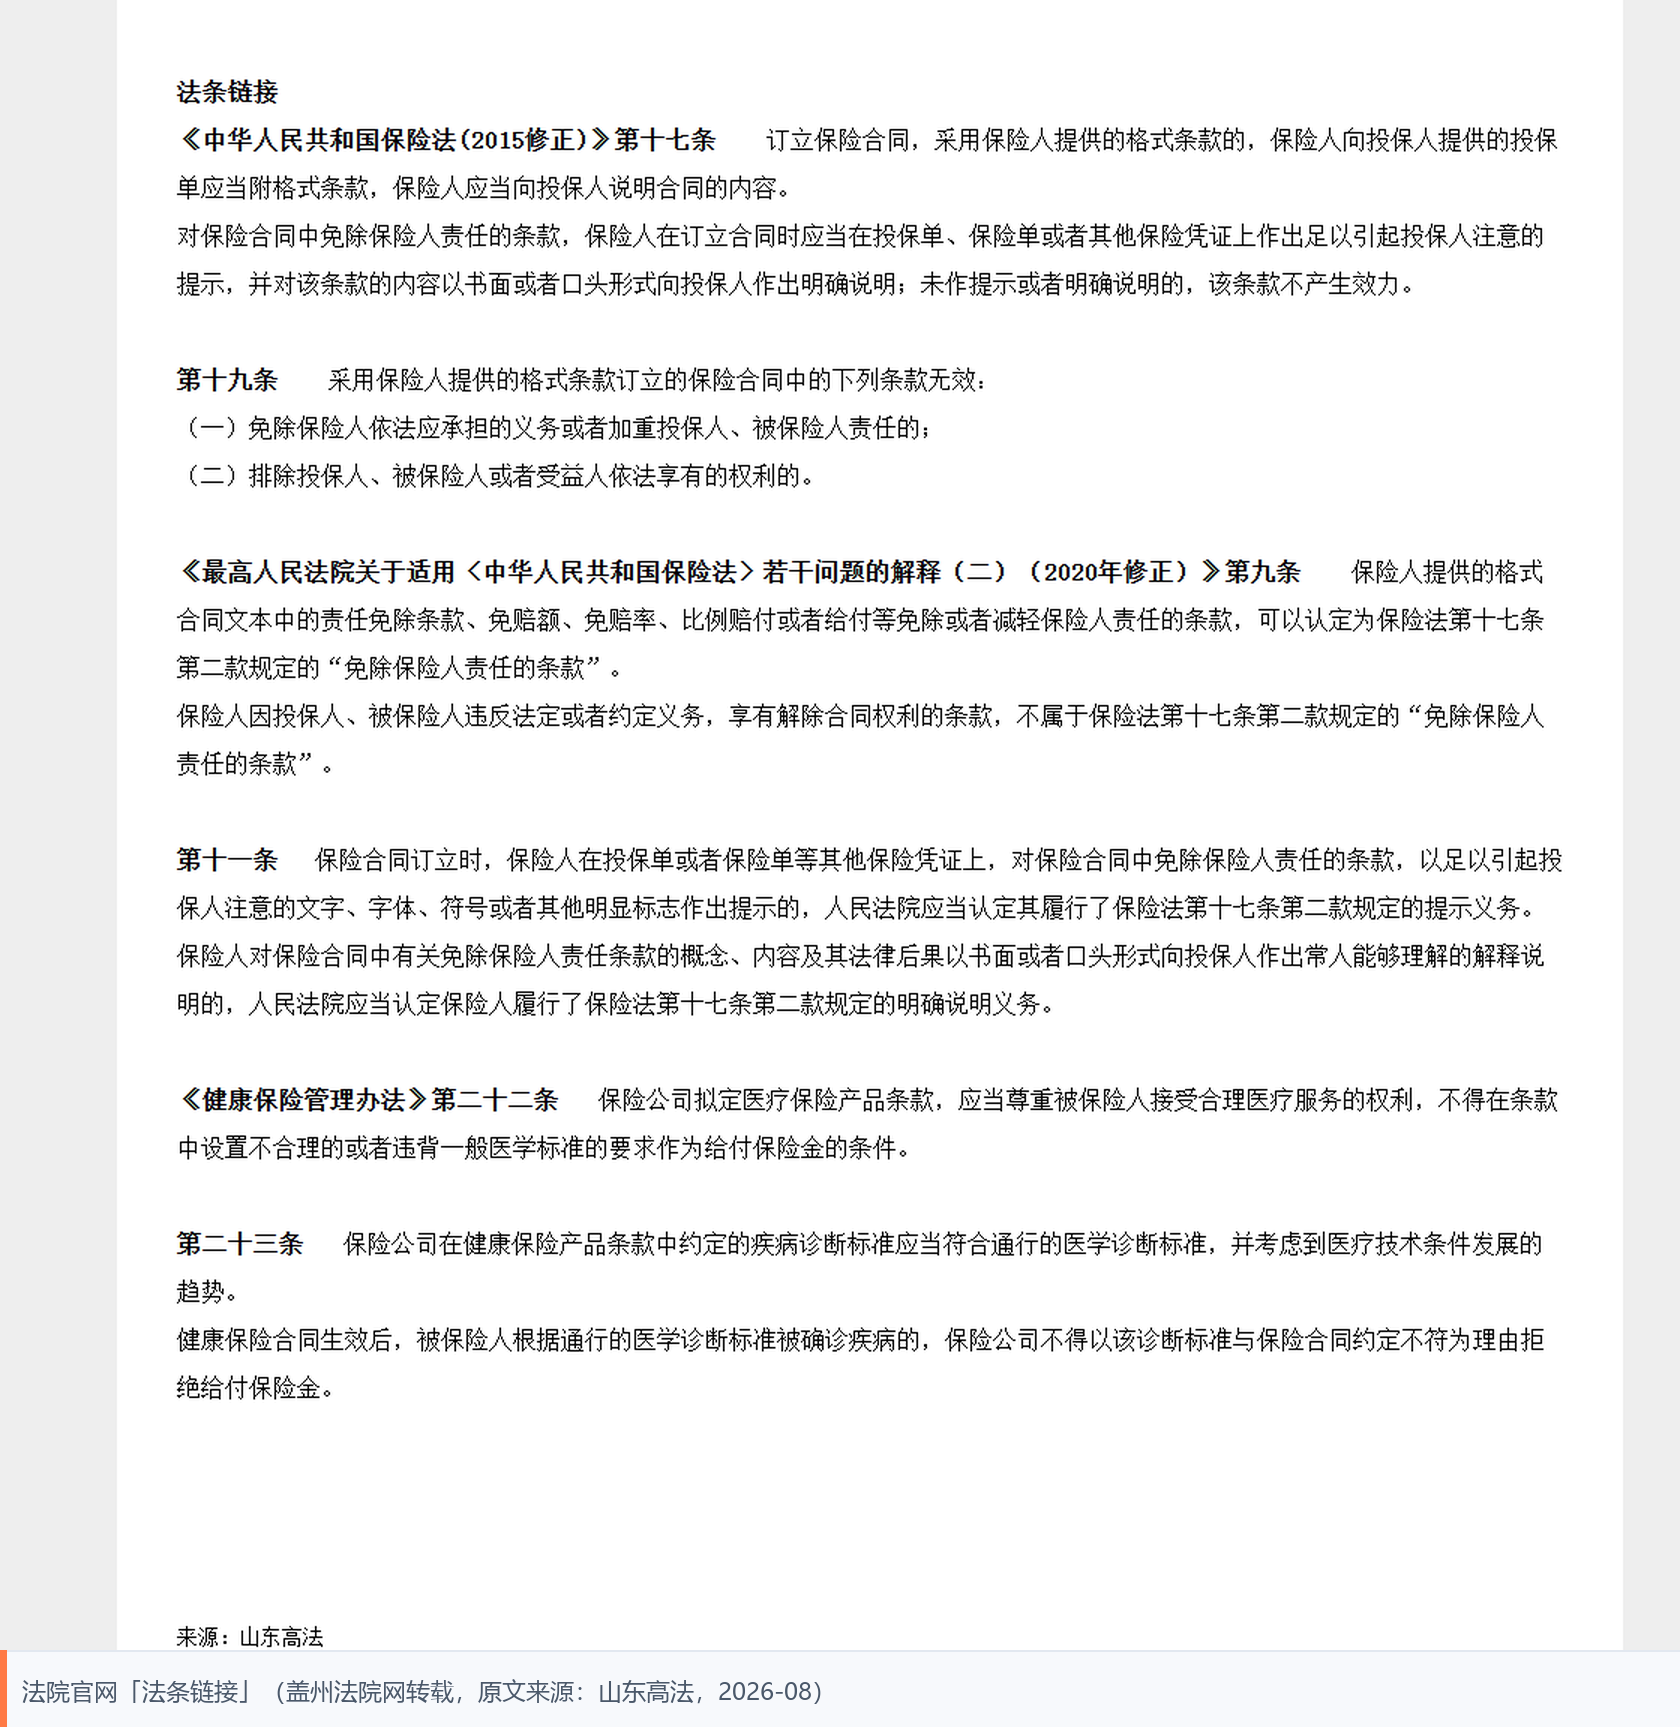 法条链接
《中华人民共和国保险法(2015修正)》第十七条　　订立保险合同，采用保险人提供的格式条款的，保险人向投保人提供的投保
单应当附格式条款，保险人应当向投保人说明合同的内容。
对保险合同中免除保险人责任的条款，保险人在订立合同时应当在投保单、保险单或者其他保险凭证上作出足以引起投保人注意的
提示，并对该条款的内容以书面或者口头形式向投保人作出明确说明；未作提示或者明确说明的，该条款不产生效力。
第十九条　　采用保险人提供的格式条款订立的保险合同中的下列条款无效：
（一）免除保险人依法应承担的义务或者加重投保人、被保险人责任的；
（二）排除投保人、被保险人或者受益人依法享有的权利的。
《最高人民法院关于适用〈中华人民共和国保险法〉若干问题的解释（二）（2020年修正）》第九条　　保险人提供的格式
合同文本中的责任免除条款、免赔额、免赔率、比例赔付或者给付等免除或者减轻保险人责任的条款，可以认定为保险法第十七条
第二款规定的“免除保险人责任的条款”。
保险人因投保人、被保险人违反法定或者约定义务，享有解除合同权利的条款，不属于保险法第十七条第二款规定的“免除保险人
责任的条款”。
第十一条　 保险合同订立时，保险人在投保单或者保险单等其他保险凭证上，对保险合同中免除保险人责任的条款，以足以引起投
保人注意的文字、字体、符号或者其他明显标志作出提示的，人民法院应当认定其履行了保险法第十七条第二款规定的提示义务。
保险人对保险合同中有关免除保险人责任条款的概念、内容及其法律后果以书面或者口头形式向投保人作出常人能够理解的解释说
明的，人民法院应当认定保险人履行了保险法第十七条第二款规定的明确说明义务。
《健康保险管理办法》第二十二条　 保险公司拟定医疗保险产品条款，应当尊重被保险人接受合理医疗服务的权利，不得在条款
中设置不合理的或者违背一般医学标准的要求作为给付保险金的条件。
第二十三条　 保险公司在健康保险产品条款中约定的疾病诊断标准应当符合通行的医学诊断标准，并考虑到医疗技术条件发展的
趋势。
健康保险合同生效后，被保险人根据通行的医学诊断标准被确诊疾病的，保险公司不得以该诊断标准与保险合同约定不符为理由拒
绝给付保险金。
来源：山东高法
法院官网「法条链接」（盖州法院网转载，原文来源：山东高法，2026-08）